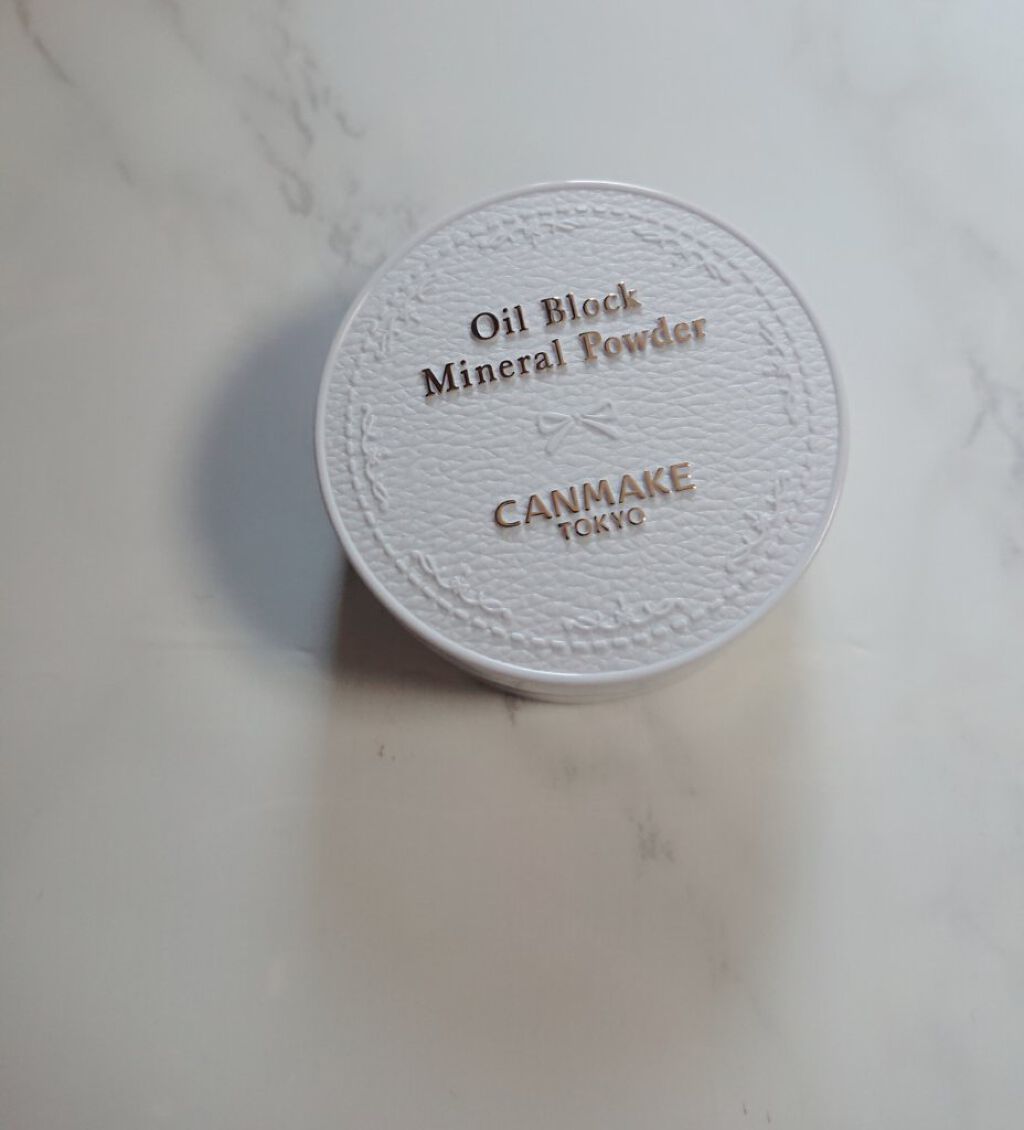 Oil Block
Mineral Powder
CANMAKE
TOKYO